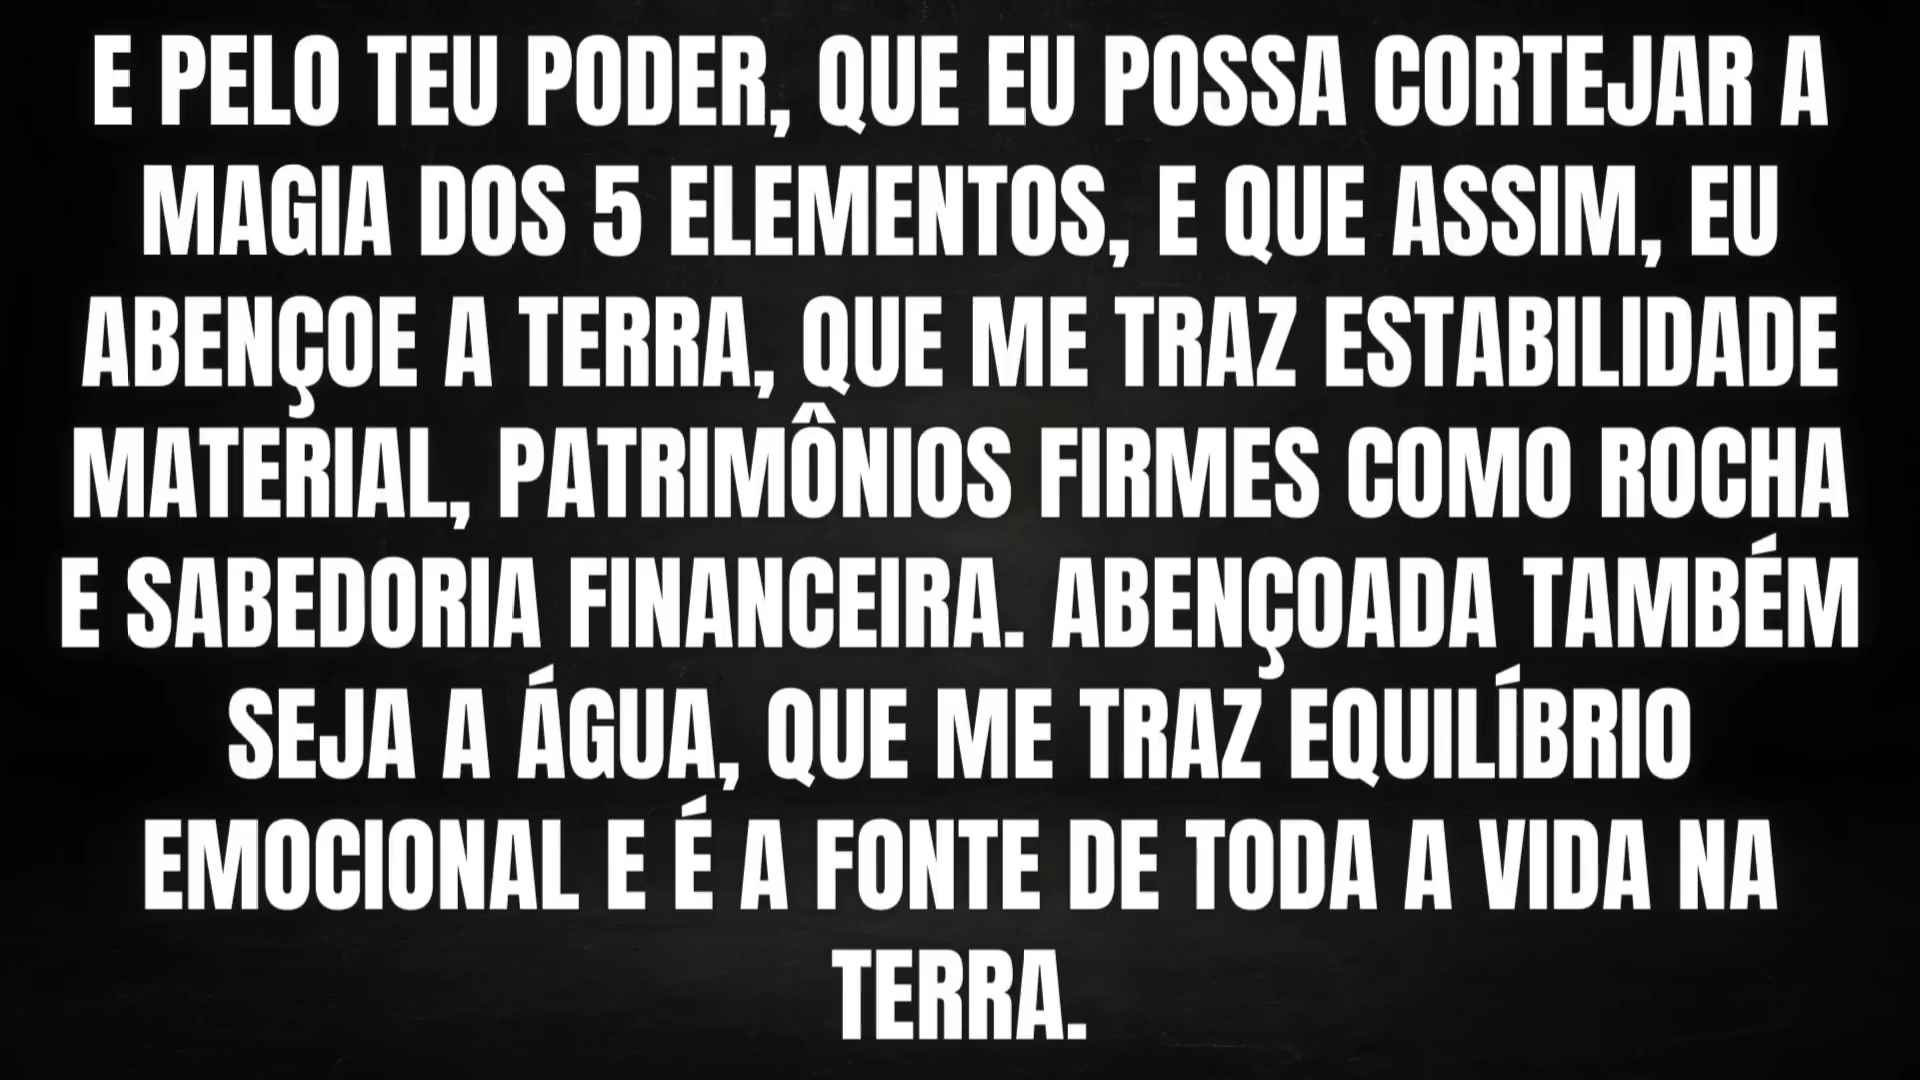 E PELO TEU PODER, QUE EU POSSA CORTEJAR A
MAGIA DOS 5 ELEMENTOS, E QUE ASSIM, EU
ABENÇOE A TERRA, QUE ME TRAZ ESTABILIDADE
MATERIAL, PATRIMÔNIOS FIRMES COMO ROCHA
E SABEDORIA FINANCEIRA. ABENÇOADA TAMBÉM
SEJA A ÁGUA, QUE ME TRAZ EQUILÍBRIO
EMOCIONAL E É A FONTE DE TODA A VIDA NA
TERRA.